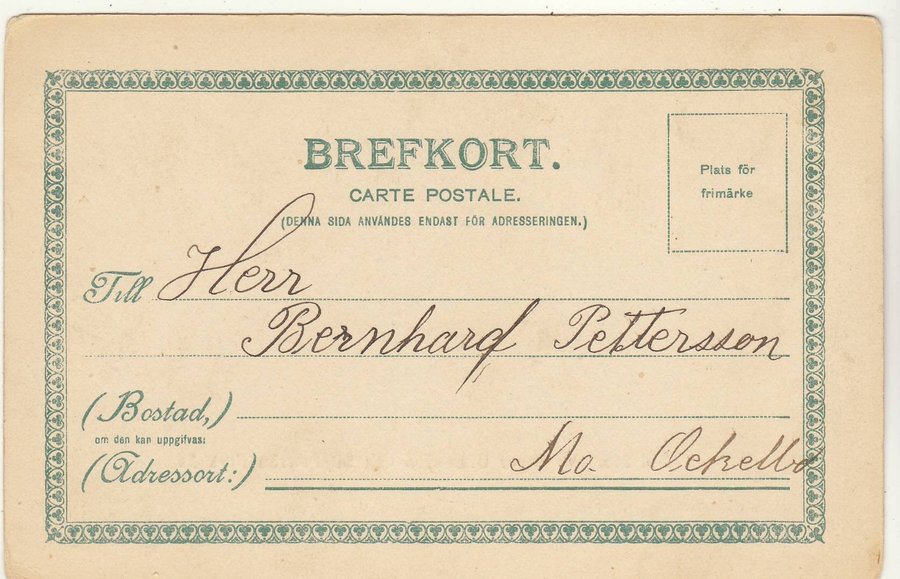 BREFKORT.
CARTE POSTALE.
(DENNA SIDA ANVÄNDES ENDAST FÖR ADRESSERINGEN.)
Plats för
frimärke
Till Herr
Bernhard Pettersson
(Bostad,)
om den kan uppgifvas:
(Adressort:) Mo. Ockelbo